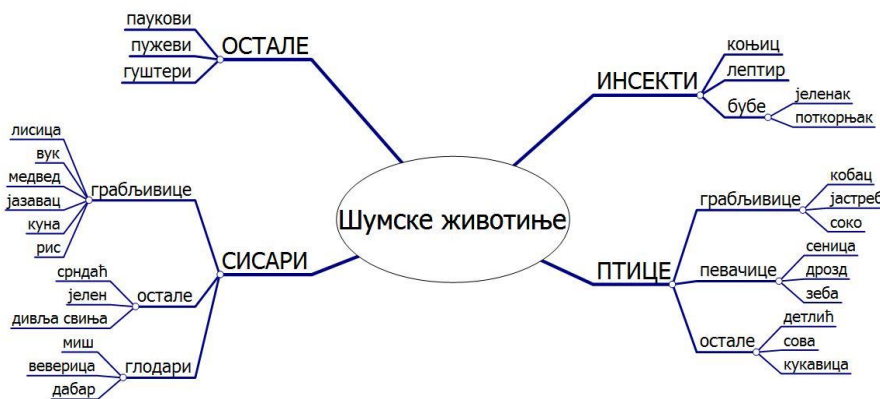 паукови
пужеви
гуштери
ОСТАЛЕ
лисица
вук
медвед
јазавац
куна
рис
грабљивице
срндаћ
јелен
дивља свиња
остале
миш
веверица
дабар
глодари
СИСАРИ
Шумске животиње
ИНСЕКТИ
коњиц
лептир
бубе
јеленак
поткорњак
ПТИЦЕ
грабљивице
кобац
јастреб
соко
певачице
сеница
дрозд
зеба
остале
детлић
сова
кукавица